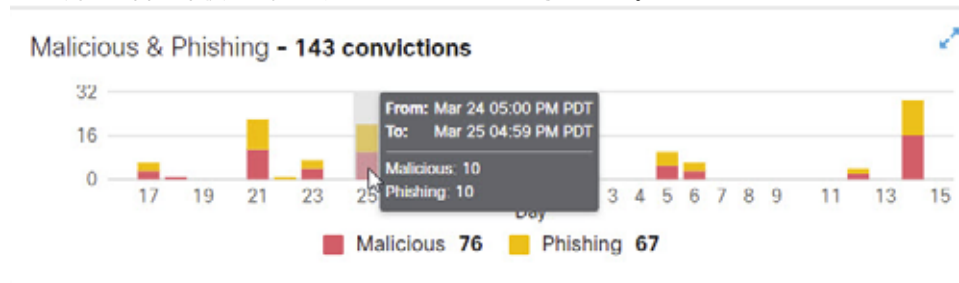 Malicious & Phishing - 143 convictions
32
16
0
From: Mar 24 05:00 PM PDT
To: Mar 25 04:59 PM PDT
Malicious: 10
Phishing: 10
17 19 21 23 25 3 4 5 6 7 8 9 11 13 15
Day
Malicious 76 Phishing 67